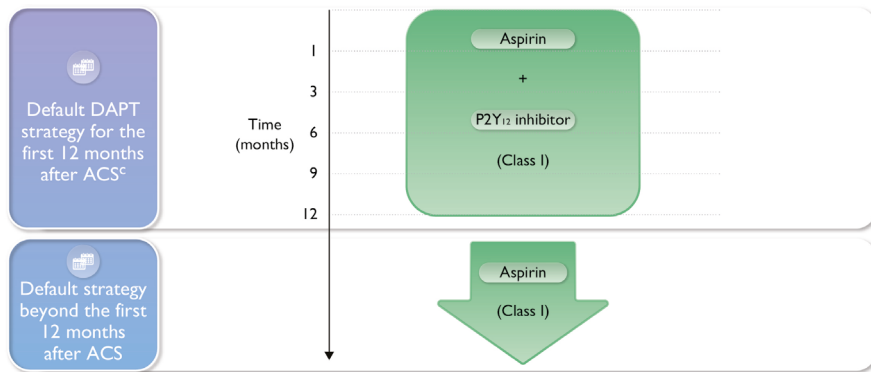 Default DAPT
strategy for the
first 12 months
after ACSᶜ
Time
(months)
1
3
6
9
12
Aspirin
+
P2Y₁₂ inhibitor
(Class I)
Default strategy
beyond the first
12 months
after ACS
Aspirin
(Class I)